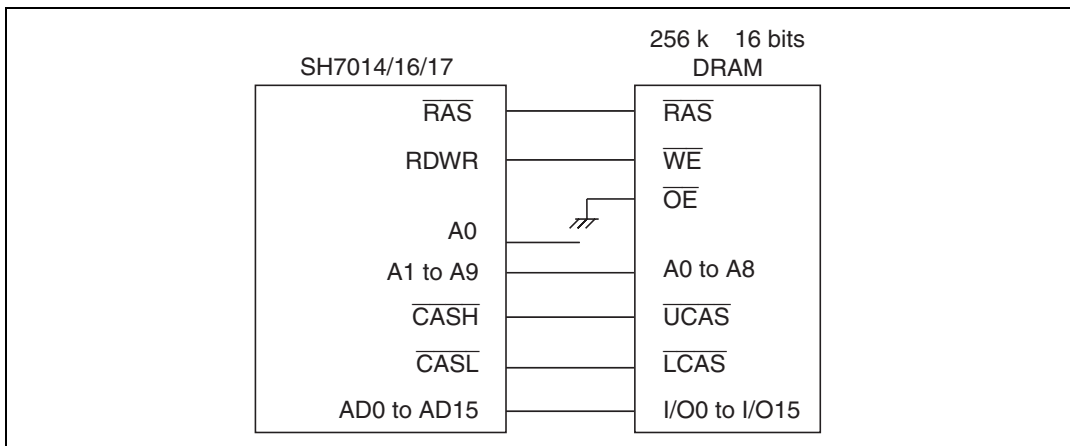 256 k 16 bits
SH7014/16/17 DRAM
RAS RAS
RDWR WE
OE
A0
A1 to A9 A0 to A8
CASH UCAS
CASL LCAS
AD0 to AD15 I/O0 to I/O15